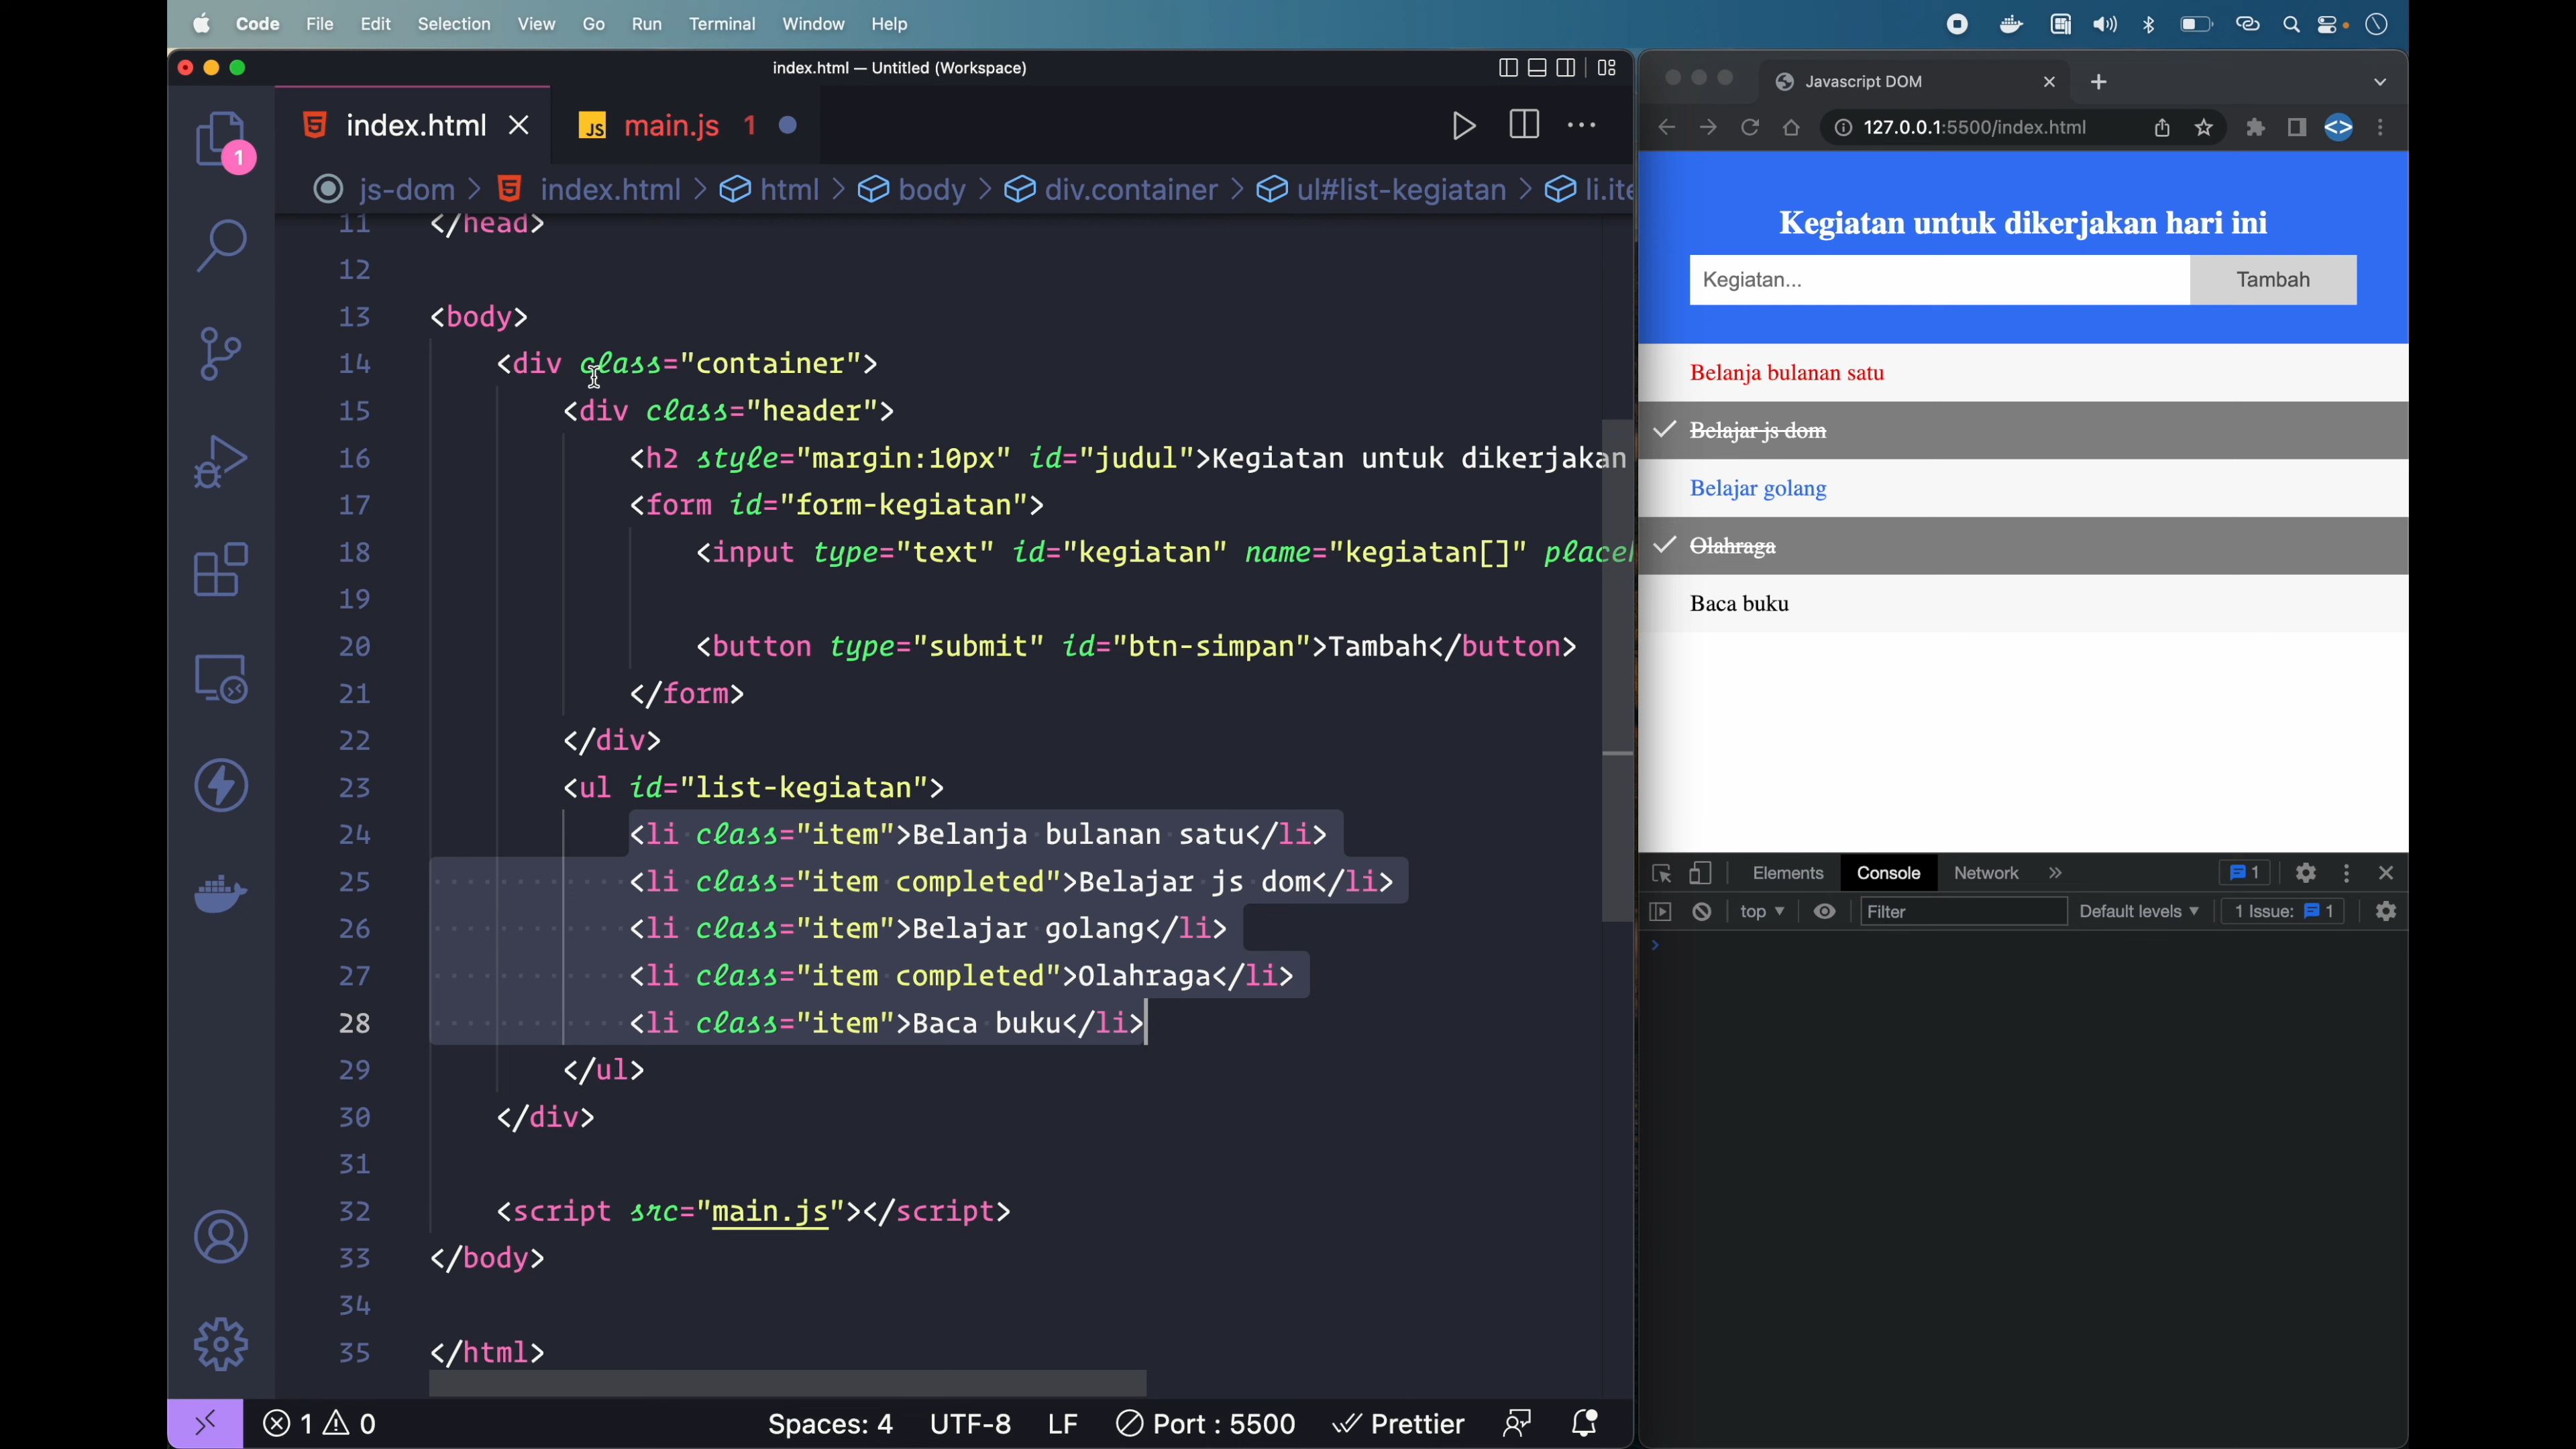 Code File Edit Selection View Go Run Terminal Window Help
index.html — Untitled (Workspace)
index.html
JS main.js 1
1
js-dom > index.html > html > body > div.container > ul#list-kegiatan > li.ite
11 </head>
12
13 <body>
14 <div class="container">
15 <div class="header">
16 <h2 style="margin:10px" id="judul">Kegiatan untuk dikerjakan
17 <form id="form-kegiatan">
18 <input type="text" id="kegiatan" name="kegiatan[]" placeh
19
20 <button type="submit" id="btn-simpan">Tambah</button>
21 </form>
22 </div>
23 <ul id="list-kegiatan">
24 <li class="item">Belanja bulanan satu</li>
25 <li class="item completed">Belajar js dom</li>
26 <li class="item">Belajar golang</li>
27 <li class="item completed">Olahraga</li>
28 <li class="item">Baca buku</li>
29 </ul>
30 </div>
31
32 <script src="main.js"></script>
33 </body>
34
35 </html>
1 0 Spaces: 4 UTF-8 LF Port : 5500 Prettier
Javascript DOM
127.0.0.1:5500/index.html
Kegiatan untuk dikerjakan hari ini
Kegiatan... Tambah
Belanja bulanan satu
Belajar js dom
Belajar golang
Olahraga
Baca buku
Elements Console Network » 1
top Filter Default levels 1 Issue: 1